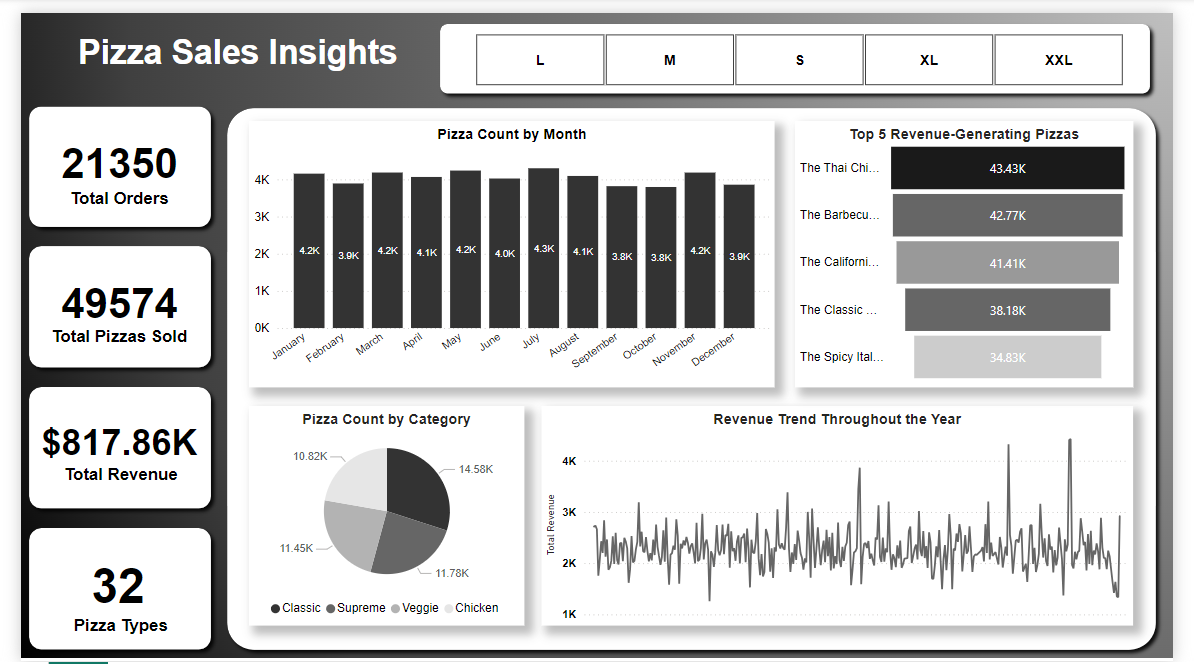 Pizza Sales Insights
L M S XL XXL
21350
Total Orders
49574
Total Pizzas Sold
$817.86K
Total Revenue
32
Pizza Types
Pizza Count by Month
4K
3K
2K
1K
0K
4.2K 3.9K 4.2K 4.1K 4.2K 4.0K 4.3K 4.1K 3.8K 3.8K 4.2K 3.9K
January February March April May June July August September October November December
Top 5 Revenue-Generating Pizzas
The Thai Chi... 43.43K
The Barbecu... 42.77K
The Californi... 41.41K
The Classic ... 38.18K
The Spicy Ital... 34.83K
Pizza Count by Category
10.82K 14.58K
11.45K 11.78K
Classic Supreme Veggie Chicken
Revenue Trend Throughout the Year
Total Revenue
4K
3K
2K
1K